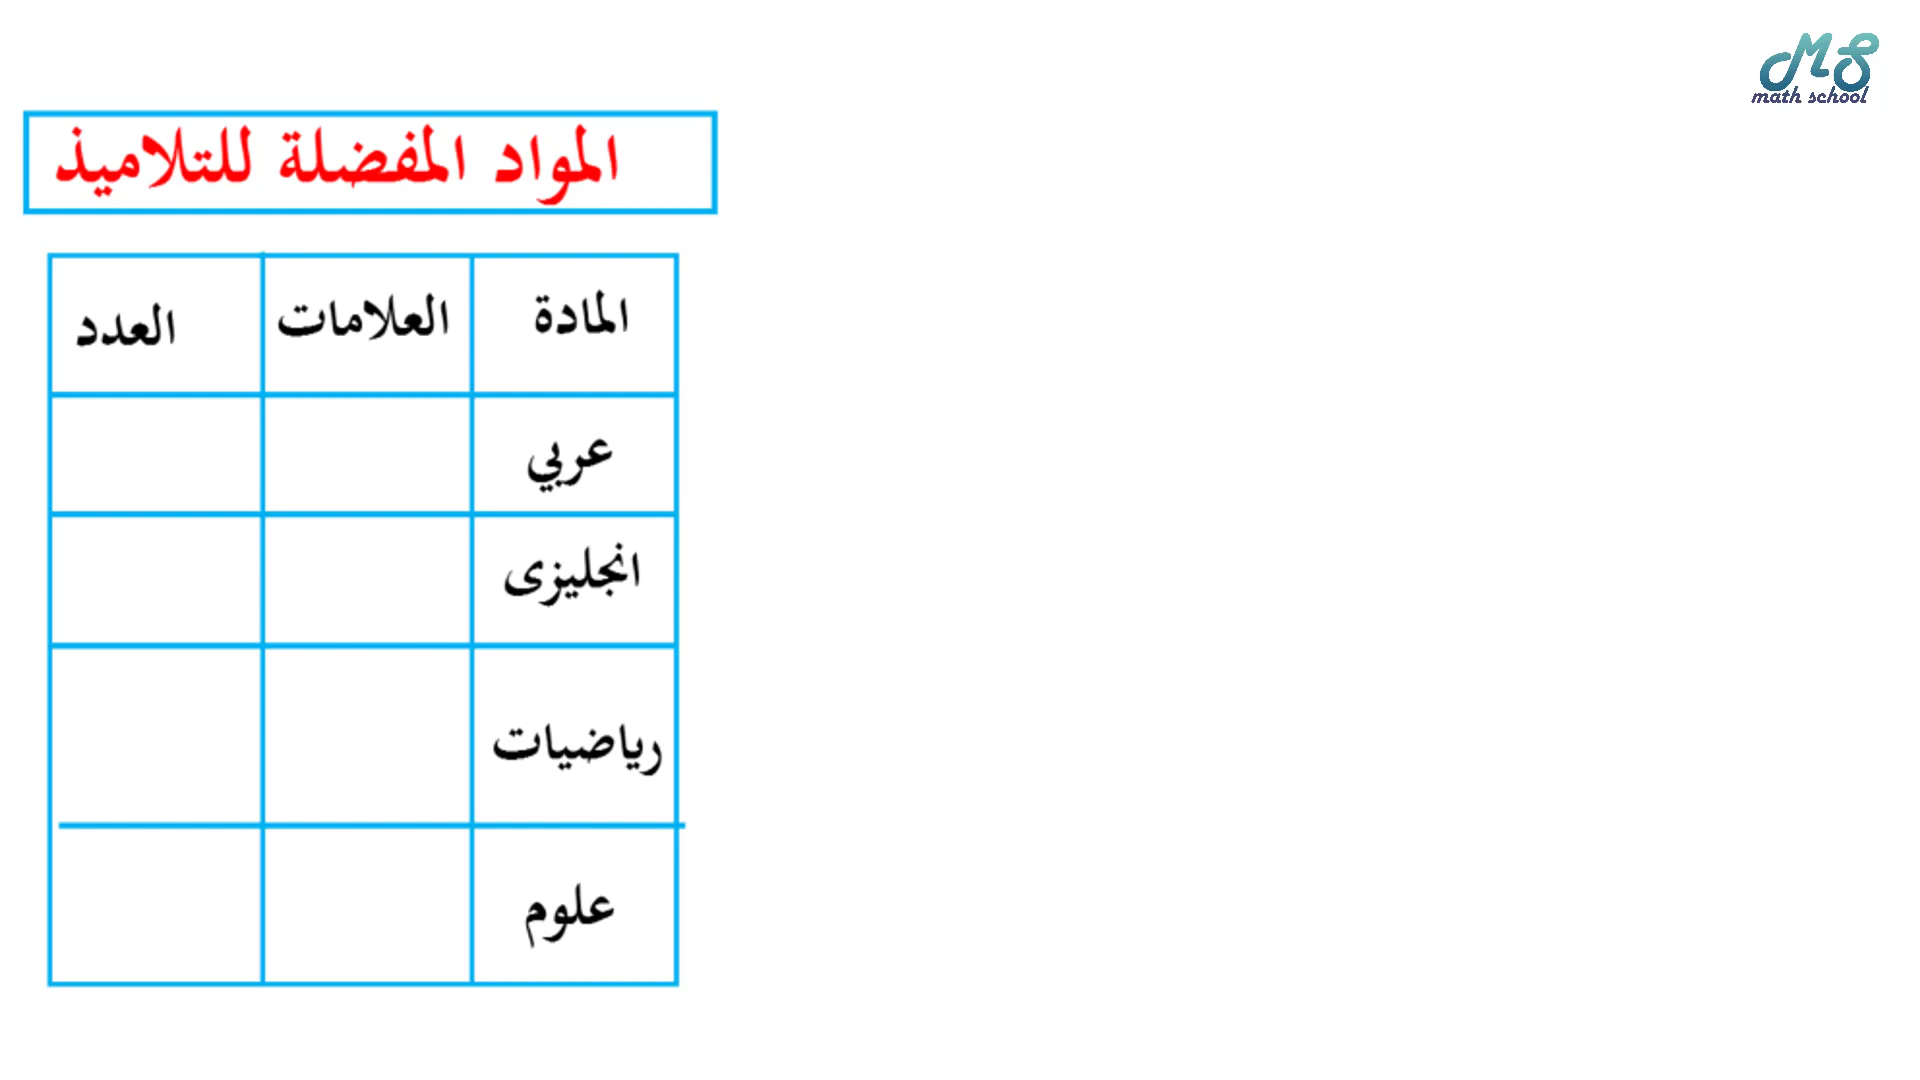 MS
math school
المواد المفضلة للتلاميذ
المادة العلامات العدد
عربي
انجليزى
رياضيات
علوم